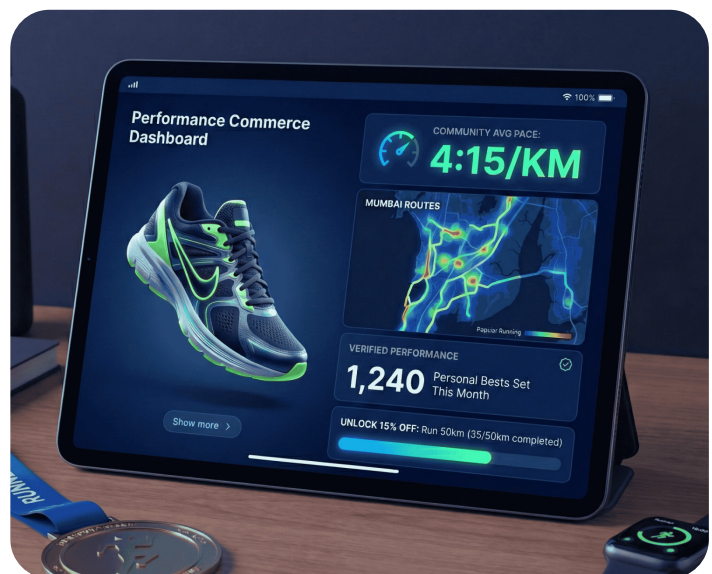 100%
Performance Commerce
Dashboard
COMMUNITY AVG PACE:
4:15/KM
MUMBAI ROUTES
Popular Running
VERIFIED PERFORMANCE
1,240
Personal Bests Set
This Month
UNLOCK 15% OFF: Run 50km (35/50km completed)
Show more >